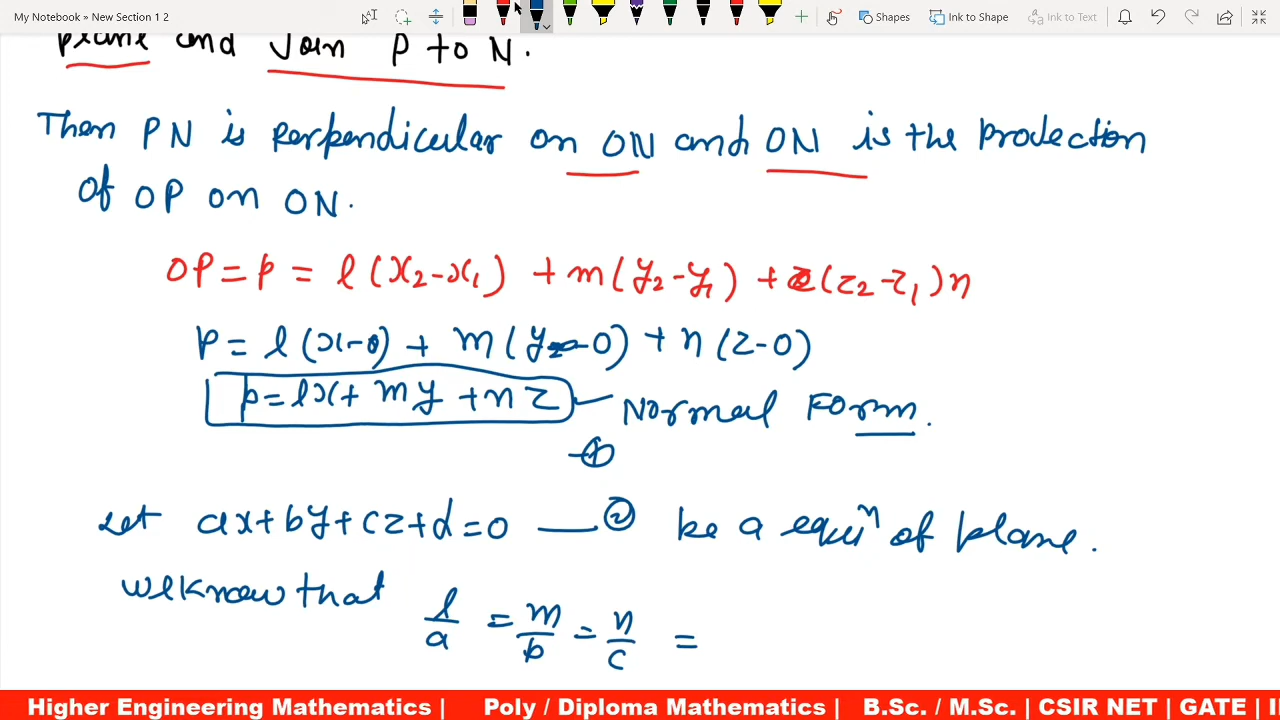 My Notebook » New Section 1 2
Shapes Ink to Shape Ink to Text
plane and Join P to N.
Then PN is Perpendicular on ON and ON is the Projection
of OP on ON.
OP = p = l(x₂-x₁) + m(y₂-y₁) + (z₂-z₁)n
P = l(x-0) + m(y-0) + n(z-0)
p=lx+my+nz Normal Form.
①
Let ax+by+cz+d=0 — ② be a equⁿ of plane.
We know that
l/a = m/b = n/c =
Higher Engineering Mathematics | Poly / Diploma Mathematics | B.Sc. / M.Sc. | CSIR NET | GATE | I